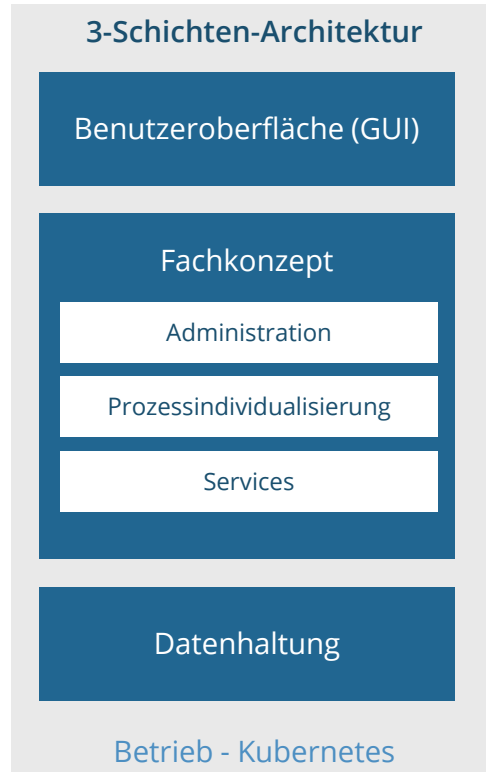 3-Schichten-Architektur
Benutzeroberfläche (GUI)
Fachkonzept
Administration
Prozessindividualisierung
Services
Datenhaltung
Betrieb - Kubernetes